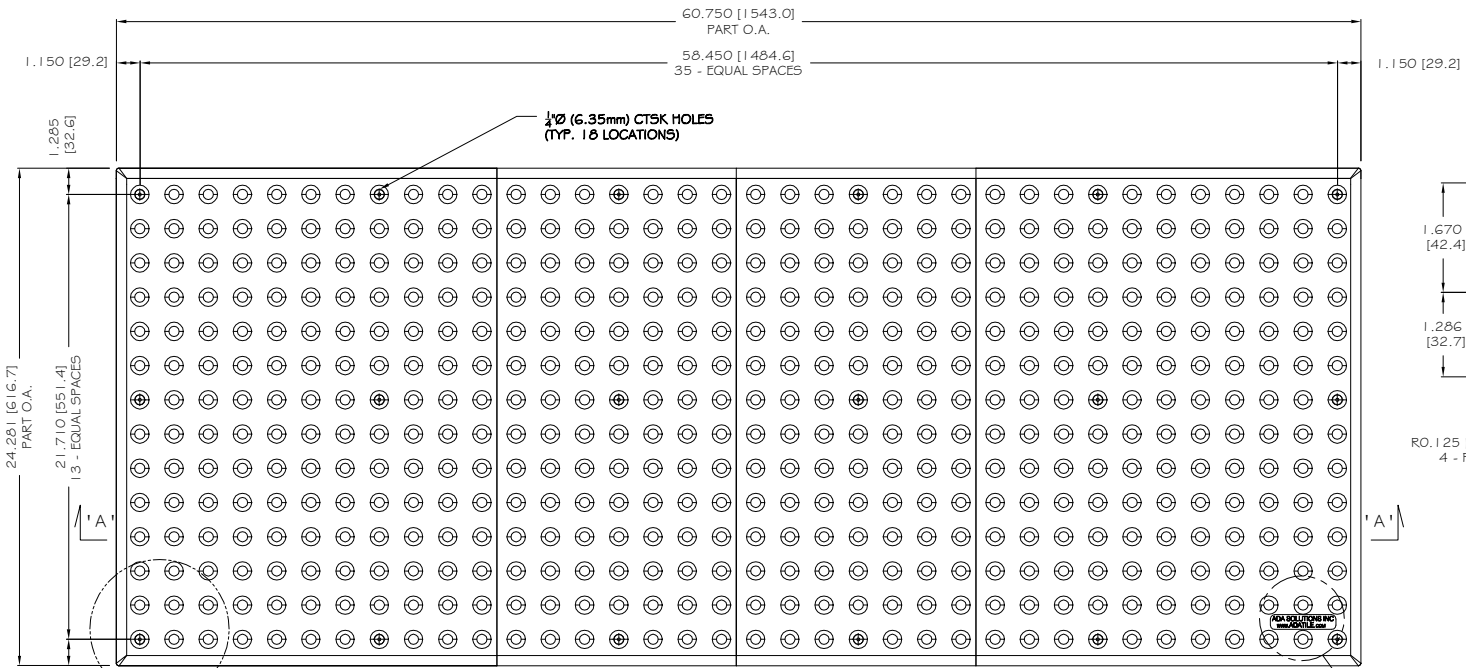 60.750 [1543.0]
PART O.A.
1.150 [29.2]
58.450 [1484.6]
35 - EQUAL SPACES
1.150 [29.2]
1.285
[32.6]
1/4"Ø (6.35mm) CTSK HOLES
(TYP. 18 LOCATIONS)
24.281 [616.7]
PART O.A.
21.710 [551.4]
13 - EQUAL SPACES
1.670
[42.4]
1.286
[32.7]
R0.125
4 -
'A'
'A'
ADA SOLUTIONS INC
www.ADATILE.com